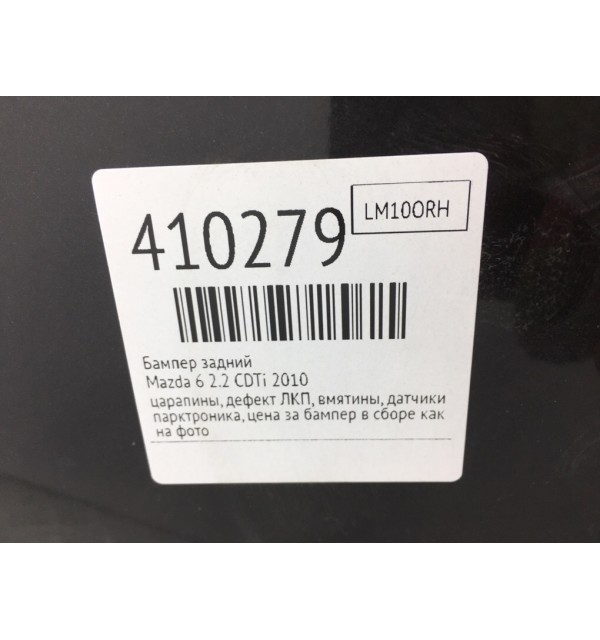 410279
LM10ORH
Бампер задний
Mazda 6 2.2 CDTi 2010
царапины, дефект ЛКП, вмятины, датчики
парктроника, цена за бампер в сборе как
на фото